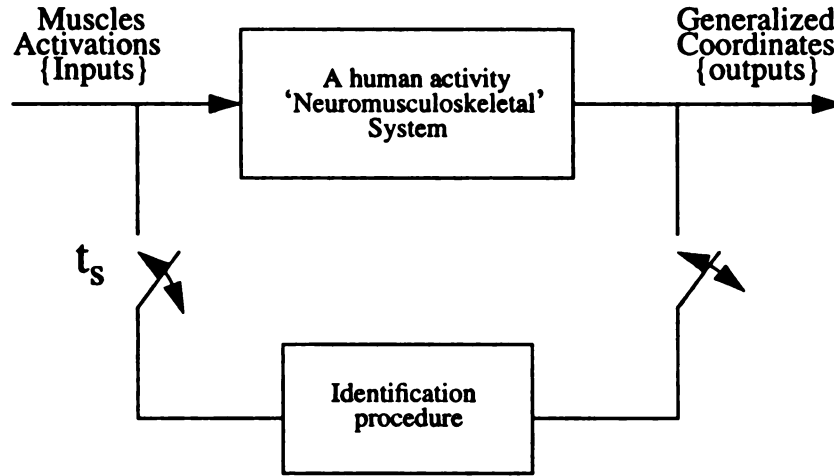 Muscles
Activations
{Inputs}
Generalized
Coordinates
{outputs}
A human activity
'Neuromusculoskeletal'
System
ts
Identification
procedure